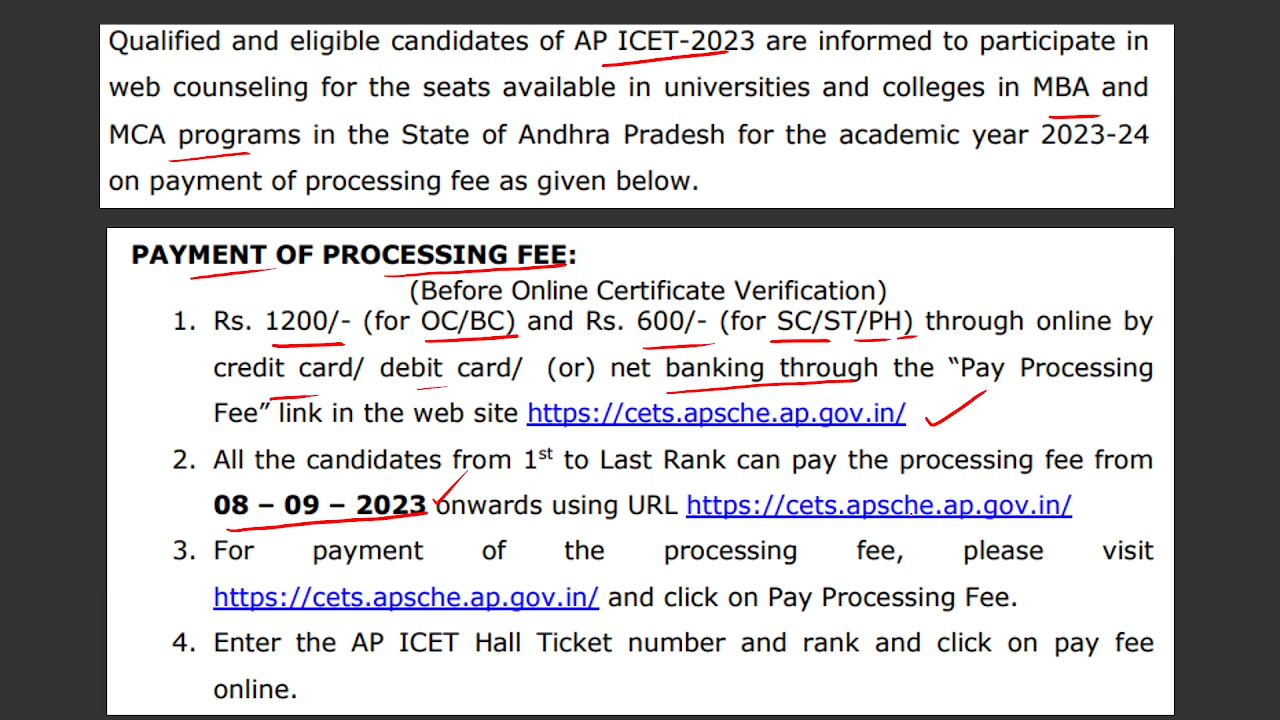 Qualified and eligible candidates of AP ICET-2023 are informed to participate in
web counseling for the seats available in universities and colleges in MBA and
MCA programs in the State of Andhra Pradesh for the academic year 2023-24
on payment of processing fee as given below.
PAYMENT OF PROCESSING FEE:
(Before Online Certificate Verification)
1. Rs. 1200/- (for OC/BC) and Rs. 600/- (for SC/ST/PH) through online by
credit card/ debit card/ (or) net banking through the “Pay Processing
Fee” link in the web site https://cets.apsche.ap.gov.in/
2. All the candidates from 1st to Last Rank can pay the processing fee from
08 – 09 – 2023 onwards using URL https://cets.apsche.ap.gov.in/
3. For payment of the processing fee, please visit
https://cets.apsche.ap.gov.in/ and click on Pay Processing Fee.
4. Enter the AP ICET Hall Ticket number and rank and click on pay fee
online.